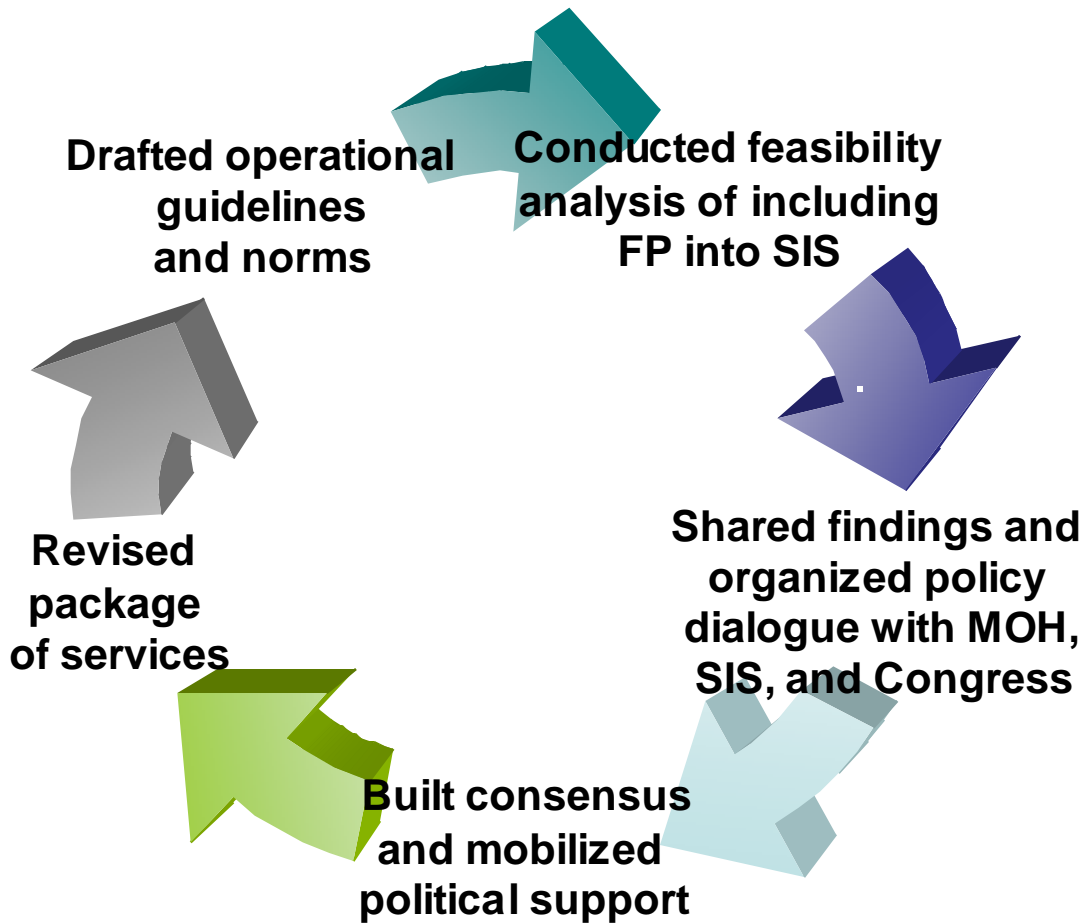 Drafted operational
guidelines
and norms
Conducted feasibility
analysis of including
FP into SIS
Shared findings and
organized policy
dialogue with MOH,
SIS, and Congress
Built consensus
and mobilized
political support
Revised
package
of services